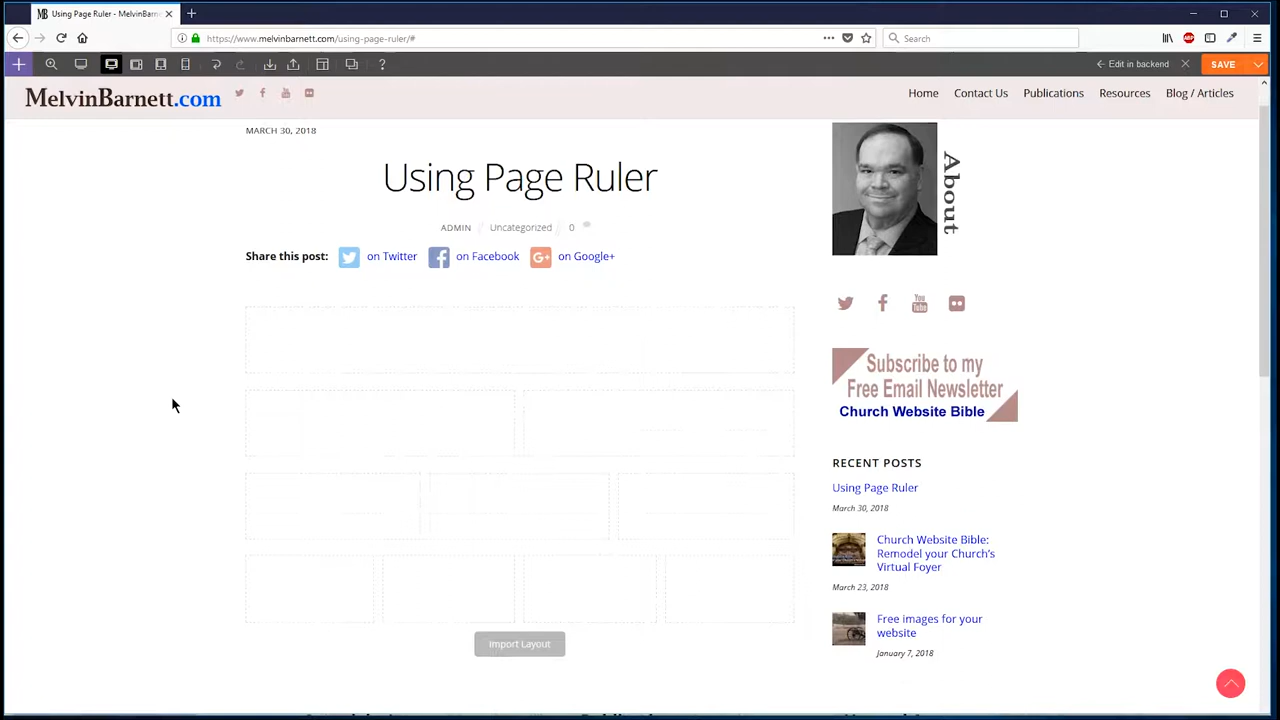 Using Page Ruler - MelvinBarn
https://www.melvinbarnett.com/using-page-ruler/#
Search
Edit in backend
SAVE
MelvinBarnett.com
Home
Contact Us
Publications
Resources
Blog / Articles
MARCH 30, 2018
Using Page Ruler
ADMIN / Uncategorized / 0
Share this post: on Twitter on Facebook on Google+
Import Layout
About
You Tube
Subscribe to my
Free Email Newsletter
Church Website Bible
RECENT POSTS
Using Page Ruler
March 30, 2018
Church Website Bible:
Remodel your Church's
Virtual Foyer
March 23, 2018
Free images for your
website
January 7, 2018